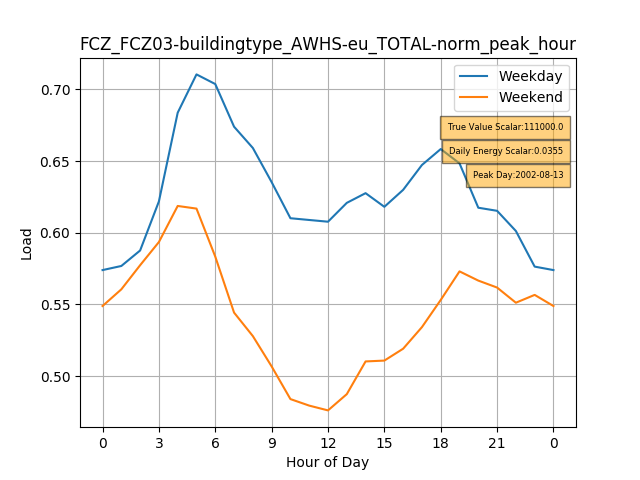 FCZ_FCZ03-buildingtype_AWHS-eu_TOTAL-norm_peak_hour
Weekday
Weekend
True Value Scalar:111000.0
Daily Energy Scalar:0.0355
Peak Day:2002-08-13
Load
0.70
0.65
0.60
0.55
0.50
0 3 6 9 12 15 18 21 0
Hour of Day